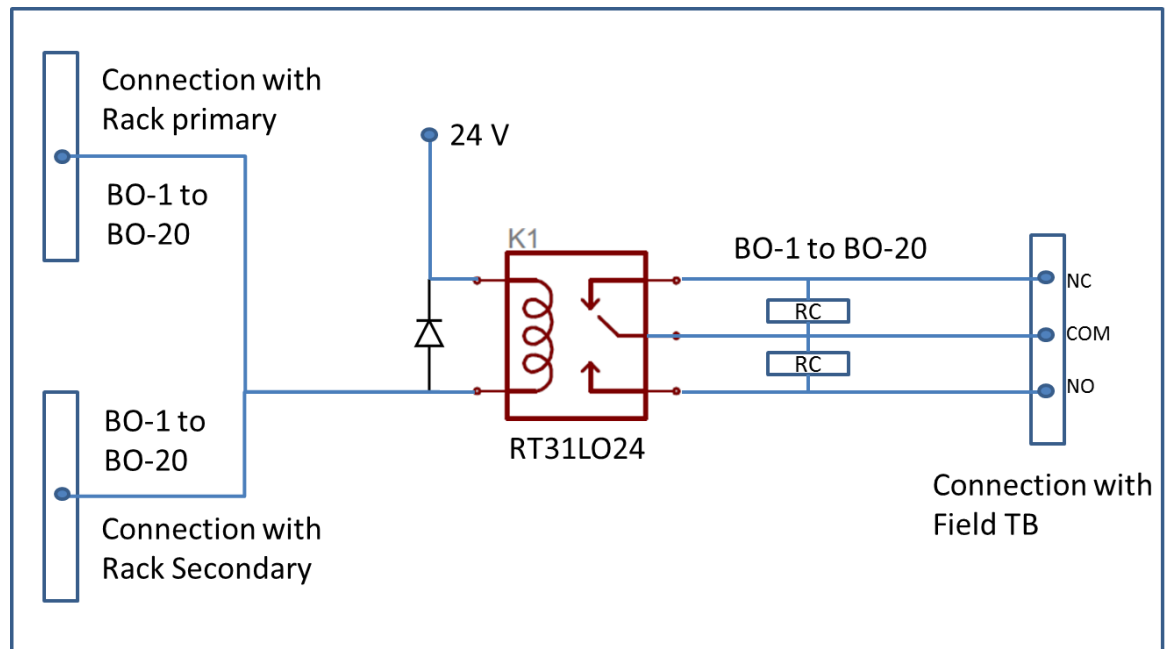 Connection with
Rack primary
BO-1 to
BO-20
24 V
K1
BO-1 to BO-20
NC
RC
COM
RC
NO
RT31LO24
BO-1 to
BO-20
Connection with
Rack Secondary
Connection with
Field TB